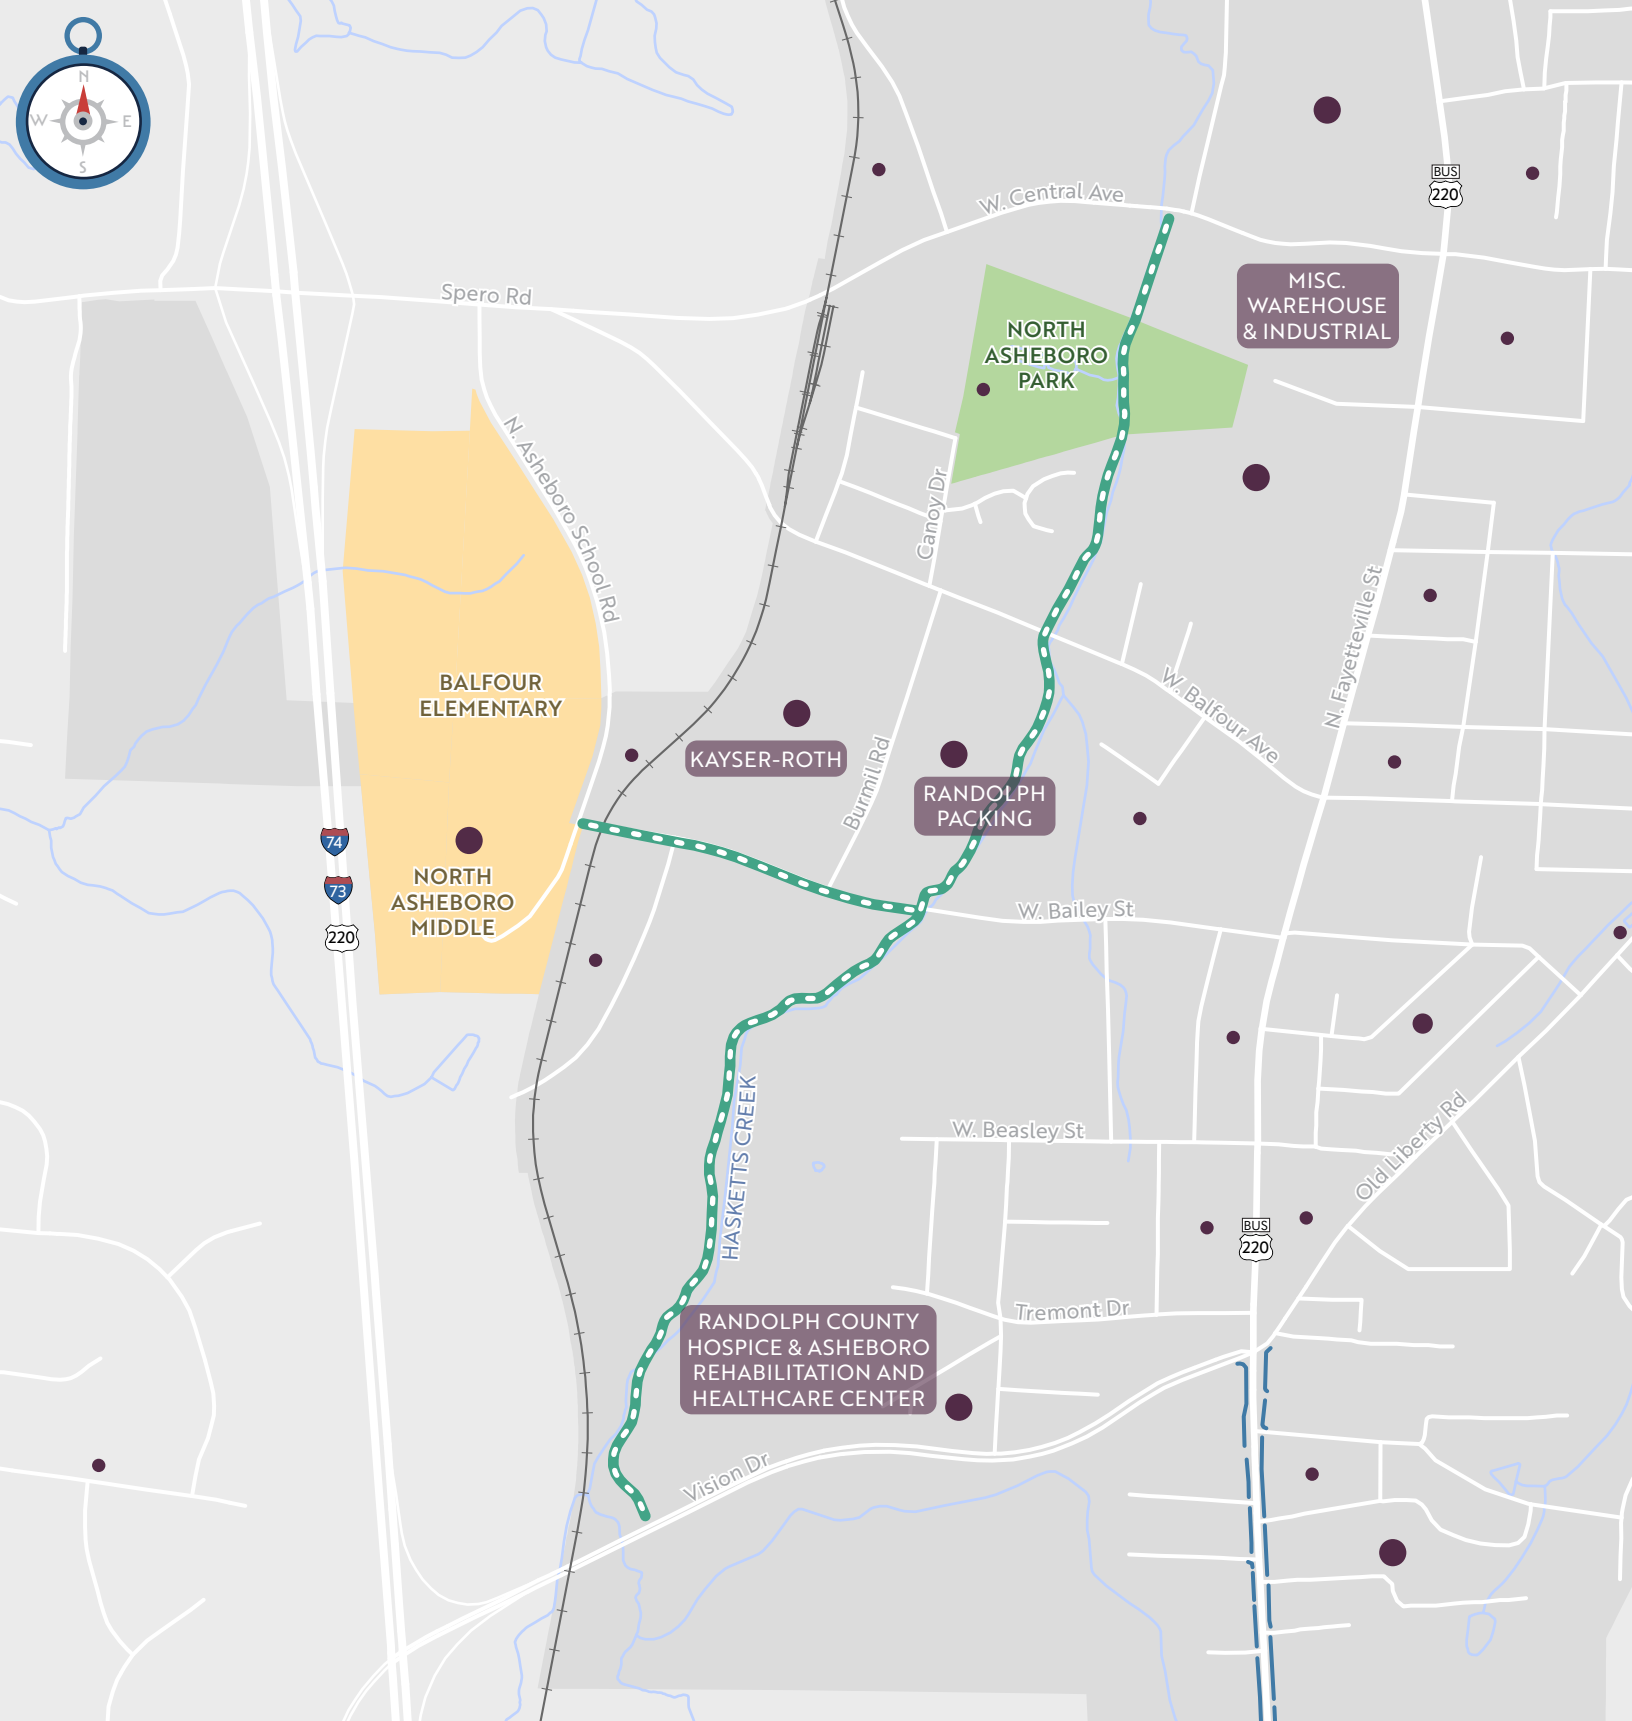 N
W
E
S
W. Central Ave
BUS
220
Spero Rd
MISC.
WAREHOUSE
& INDUSTRIAL
NORTH
ASHEBORO
PARK
N. Asheboro School Rd
Canoy Dr
N. Fayetteville St
BALFOUR
ELEMENTARY
W. Balfour Ave
KAYSER-ROTH
Burmil Rd
RANDOLPH
PACKING
74
73
220
NORTH
ASHEBORO
MIDDLE
W. Bailey St
HASKETTS CREEK
W. Beasley St
Old Liberty Rd
BUS
220
Tremont Dr
RANDOLPH COUNTY
HOSPICE & ASHEBORO
REHABILITATION AND
HEALTHCARE CENTER
Vision Dr